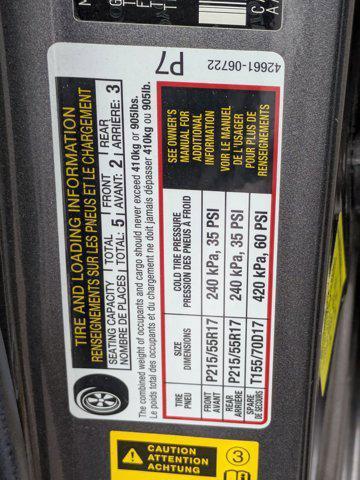 TIRE AND LOADING INFORMATION
RENSEIGNEMENTS SUR LES PNEUS ET LE CHARGEMENT
SEATING CAPACITY TOTAL 5 FRONT 2 REAR 3
NOMBRE DE PLACES TOTAL: AVANT: ARRIÈRE:
The combined weight of occupants and cargo should never exceed 410kg or 905lbs.
Le poids total des occupants et du chargement ne doit jamais dépasser 410kg ou 905lb.
TIRE SIZE COLD TIRE PRESSURE
PNEU DIMENSIONS PRESSION DES PNEUS À FROID
FRONT P215/55R17 240 kPa, 35 PSI
AVANT
REAR P215/55R17 240 kPa, 35 PSI
ARRIÈRE
SPARE T155/70D17 420 kPa, 60 PSI
DE SECOURS
SEE OWNER'S
MANUAL FOR
ADDITIONAL
INFORMATION
VOIR LE MANUEL
DE L'USAGER
POUR PLUS DE
RENSEIGNEMENTS
P7
42661-06722
CAUTION
ATTENTION
ACHTUNG
3